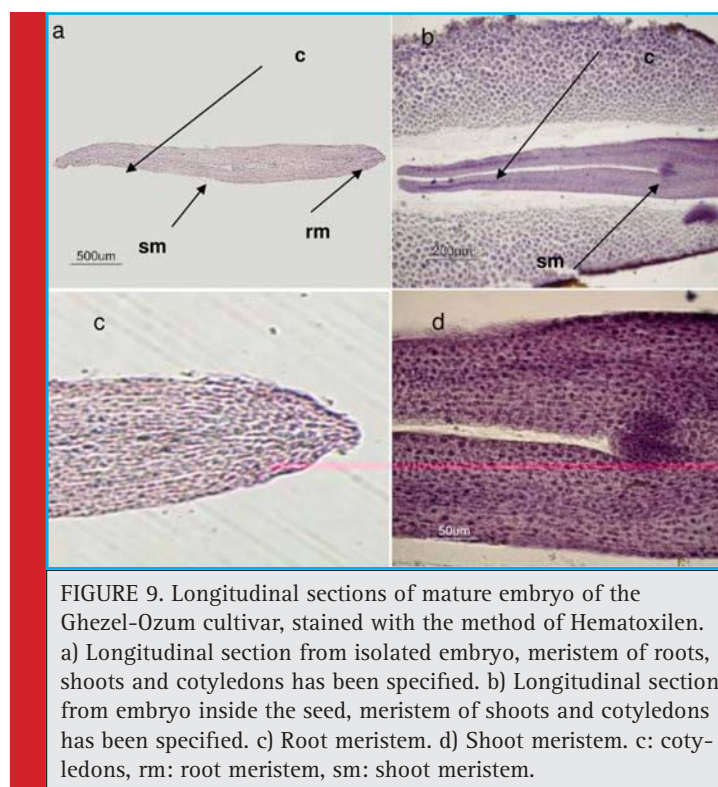 a
c
sm
rm
500um
b
c
200um
sm
c
d
50um
FIGURE 9. Longitudinal sections of mature embryo of the
Ghezel-Ozum cultivar, stained with the method of Hematoxilen.
a) Longitudinal section from isolated embryo, meristem of roots,
shoots and cotyledons has been specified. b) Longitudinal section
from embryo inside the seed, meristem of shoots and cotyledons
has been specified. c) Root meristem. d) Shoot meristem. c: coty-
ledons, rm: root meristem, sm: shoot meristem.